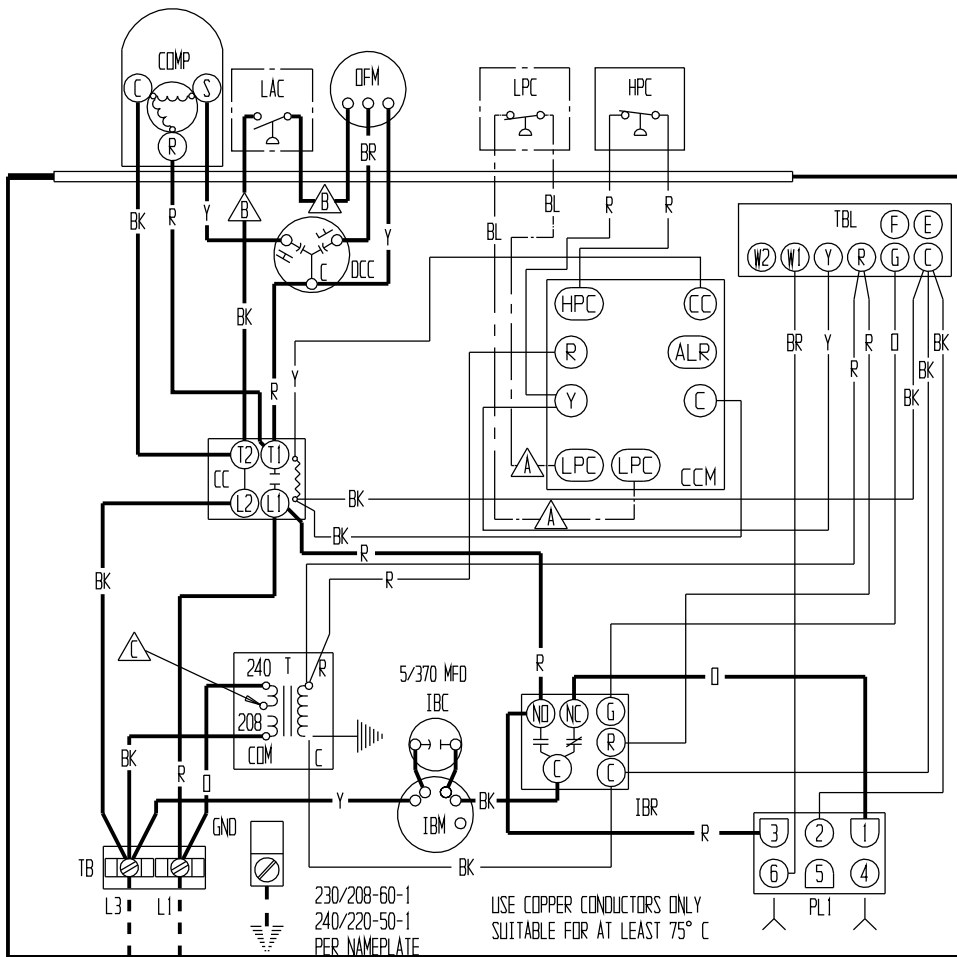 COMP
C
S
R
LAC
OFM
LPC
HPC
BR
BK
R
Y
B
B
Y
H
F
C
DCC
BL
BL
R
R
TBL
F
E
W2
W1
Y
R
G
C
HPC
CC
R
ALR
Y
C
LPC
LPC
CCM
A
A
BK
R
Y
BR
Y
R
R
O
BK
BK
BK
T2
T1
CC
L2
L1
BK
BK
R
R
BK
C
240
T
R
208
COM
C
5/370 MFD
IBC
R
O
NO
NC
G
R
C
C
IBR
BK
R
O
Y
BK
IBM
GND
TB
L3
L1
BK
R
3
2
1
6
5
4
PL1
230/208-60-1
240/220-50-1
PER NAMEPLATE
USE COPPER CONDUCTORS ONLY
SUITABLE FOR AT LEAST 75° C